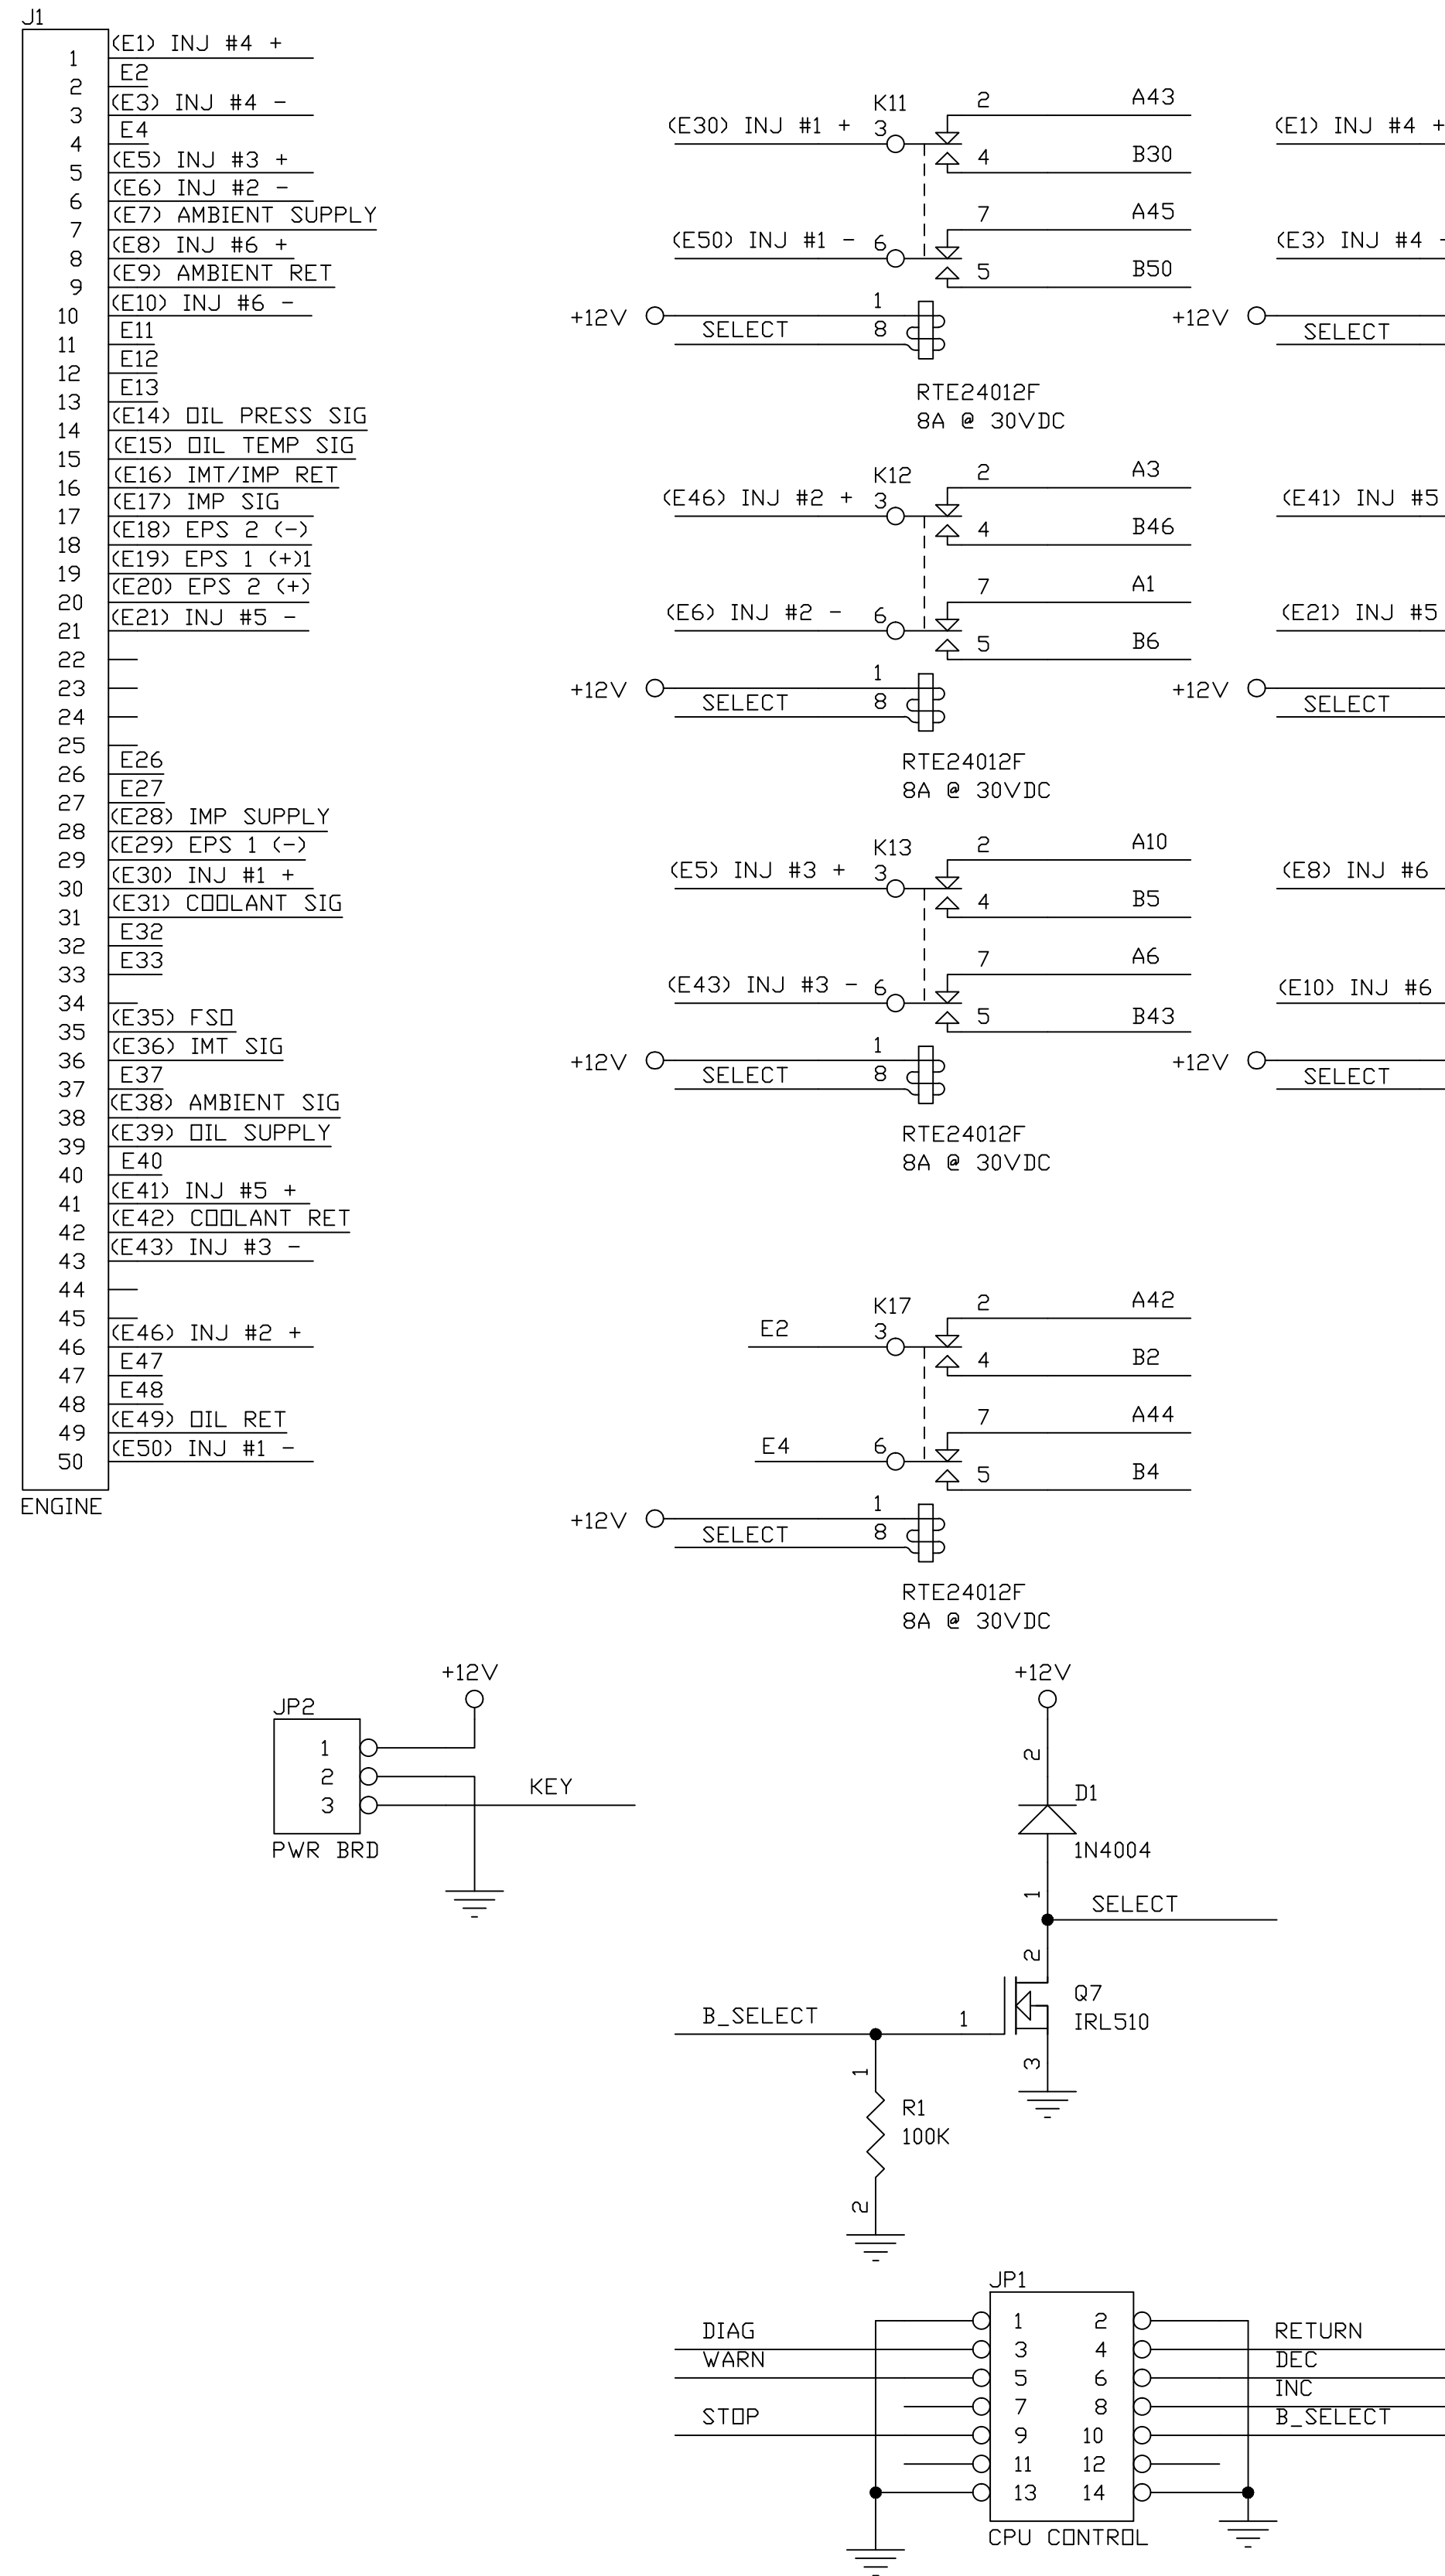 J1
1 (E1) INJ #4 +
2 E2
3 (E3) INJ #4 -
4 E4
5 (E5) INJ #3 +
6 (E6) INJ #2 -
7 (E7) AMBIENT SUPPLY
8 (E8) INJ #6 +
9 (E9) AMBIENT RET
10 (E10) INJ #6 -
11 E11
12 E12
13 E13
14 (E14) OIL PRESS SIG
15 (E15) OIL TEMP SIG
16 (E16) IMT/IMP RET
17 (E17) IMP SIG
18 (E18) EPS 2 (-)
19 (E19) EPS 1 (+)1
20 (E20) EPS 2 (+)
21 (E21) INJ #5 -
22
23
24
25
26 E26
27 E27
28 (E28) IMP SUPPLY
29 (E29) EPS 1 (-)
30 (E30) INJ #1 +
31 (E31) COOLANT SIG
32 E32
33 E33
34
35 (E35) FSO
36 (E36) IMT SIG
37 E37
38 (E38) AMBIENT SIG
39 (E39) OIL SUPPLY
40 E40
41 (E41) INJ #5 +
42 (E42) COOLANT RET
43 (E43) INJ #3 -
44
45
46 (E46) INJ #2 +
47 E47
48 E48
49 (E49) OIL RET
50 (E50) INJ #1 -
ENGINE
K11 2 A43
(E30) INJ #1 + 3
4 B30
7 A45
(E50) INJ #1 - 6
5 B50
+12V 1
SELECT 8
RTE24012F
8A @ 30VDC
K12 2 A3
(E46) INJ #2 + 3
4 B46
7 A1
(E6) INJ #2 - 6
5 B6
+12V 1
SELECT 8
RTE24012F
8A @ 30VDC
K13 2 A10
(E5) INJ #3 + 3
4 B5
7 A6
(E43) INJ #3 - 6
5 B43
+12V 1
SELECT 8
RTE24012F
8A @ 30VDC
K17 2 A42
E2 3
4 B2
7 A44
E4 6
5 B4
+12V 1
SELECT 8
RTE24012F
8A @ 30VDC
(E1) INJ #4 +
(E3) INJ #4 -
+12V
SELECT
(E41) INJ #5
(E21) INJ #5
+12V
SELECT
(E8) INJ #6
(E10) INJ #6
+12V
SELECT
+12V
JP2
1
2
3 KEY
PWR BRD
+12V
2
D1
1N4004
1
SELECT
2
Q7
IRL510
B_SELECT 1
3
1
R1
100K
2
JP1
1 2
DIAG 3 4 RETURN
WARN 5 6 DEC
7 8 INC
STOP 9 10 B_SELECT
11 12
13 14
CPU CONTROL